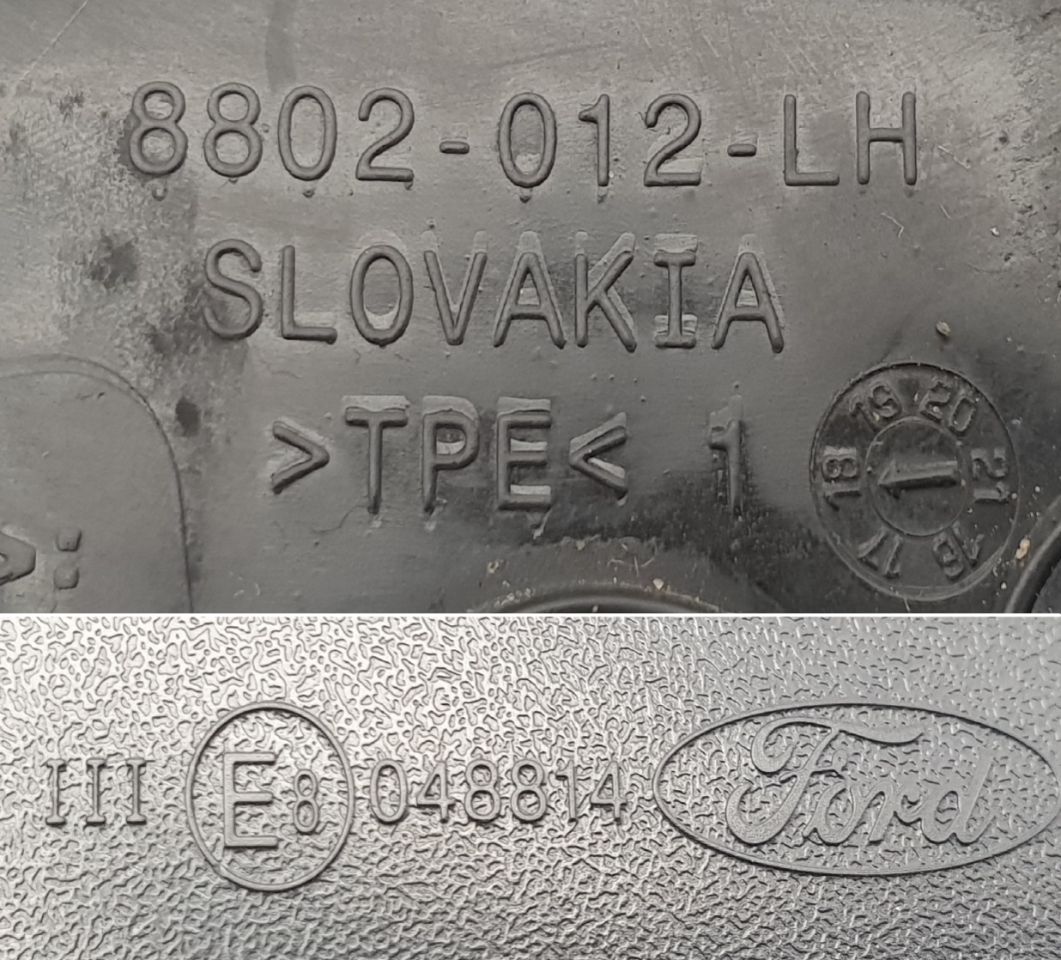 8802-012-LH
SLOVAKIA
>TPE< 1
16 17 18 19 20 21
III E8 048814 Ford